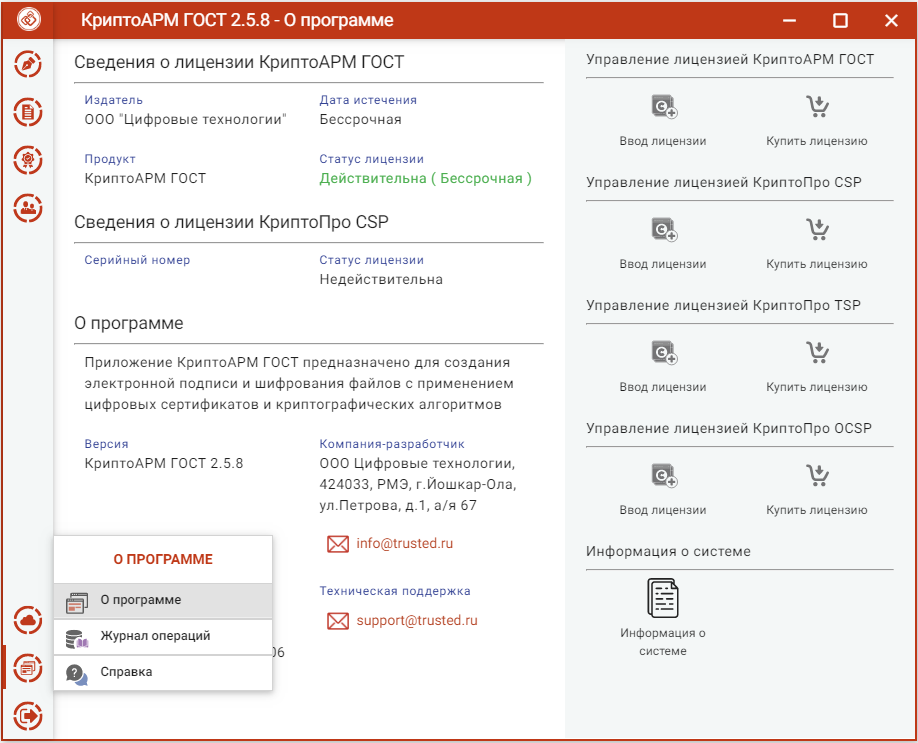 КриптоАРМ ГОСТ 2.5.8 - О программе
Сведения о лицензии КриптоАРМ ГОСТ
Издатель
ООО "Цифровые технологии"
Дата истечения
Бессрочная
Продукт
КриптоАРМ ГОСТ
Статус лицензии
Действительна ( Бессрочная )
Сведения о лицензии КриптоПро CSP
Серийный номер
Статус лицензии
Недействительна
О программе
Приложение КриптоАРМ ГОСТ предназначено для создания
электронной подписи и шифрования файлов с применением
цифровых сертификатов и криптографических алгоритмов
Версия
КриптоАРМ ГОСТ 2.5.8
Компания-разработчик
ООО Цифровые технологии,
424033, РМЭ, г.Йошкар-Ола,
ул.Петрова, д.1, а/я 67
info@trusted.ru
Техническая поддержка
support@trusted.ru
06
О ПРОГРАММЕ
О программе
Журнал операций
Справка
Управление лицензией КриптоАРМ ГОСТ
Ввод лицензии
Купить лицензию
Управление лицензией КриптоПро CSP
Ввод лицензии
Купить лицензию
Управление лицензией КриптоПро TSP
Ввод лицензии
Купить лицензию
Управление лицензией КриптоПро OCSP
Ввод лицензии
Купить лицензию
Информация о системе
Информация о
системе